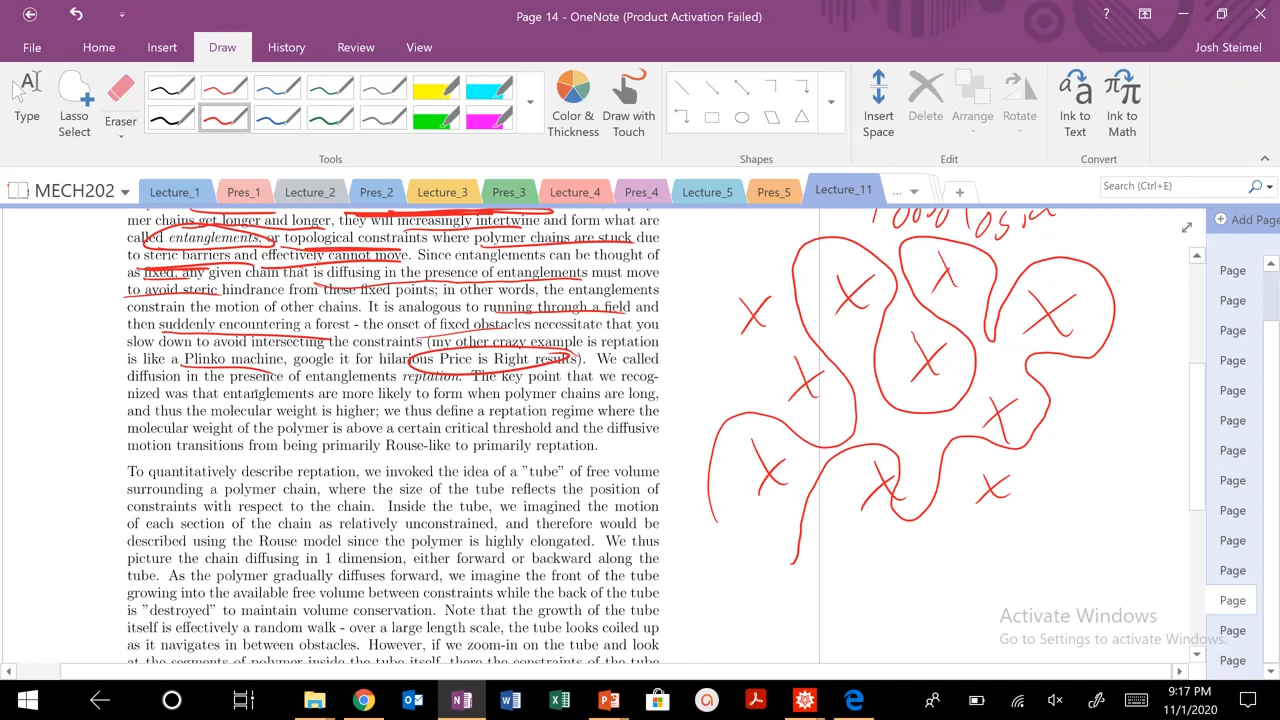 Page 14 - OneNote (Product Activation Failed)
File Home Insert Draw History Review View Josh Steimel
Type Lasso Select Eraser Color & Thickness Draw with Touch Insert Space Delete Arrange Rotate Ink to Text Ink to Math
Tools Shapes Edit Convert
MECH202 Lecture_1 Pres_1 Lecture_2 Pres_2 Lecture_3 Pres_3 Lecture_4 Pres_4 Lecture_5 Pres_5 Lecture_11 ... Search (Ctrl+E)
Add Page
mer chains get longer and longer, they will increasingly intertwine and form what are
called entanglements, or topological constraints where polymer chains are stuck due
to steric barriers and effectively cannot move. Since entanglements can be thought of
as fixed, any given chain that is diffusing in the presence of entanglements must move
to avoid steric hindrance from these fixed points; in other words, the entanglements
constrain the motion of other chains. It is analogous to running through a field and
then suddenly encountering a forest - the onset of fixed obstacles necessitate that you
slow down to avoid intersecting the constraints (my other crazy example is reptation
is like a Plinko machine, google it for hilarious Price is Right results). We called
diffusion in the presence of entanglements reptation. The key point that we recog-
nized was that entanglements are more likely to form when polymer chains are long,
and thus the molecular weight is higher; we thus define a reptation regime where the
molecular weight of the polymer is above a certain critical threshold and the diffusive
motion transitions from being primarily Rouse-like to primarily reptation.
To quantitatively describe reptation, we invoked the idea of a "tube" of free volume
surrounding a polymer chain, where the size of the tube reflects the position of
constraints with respect to the chain. Inside the tube, we imagined the motion
of each section of the chain as relatively unconstrained, and therefore would be
described using the Rouse model since the polymer is highly elongated. We thus
picture the chain diffusing in 1 dimension, either forward or backward along the
tube. As the polymer gradually diffuses forward, we imagine the front of the tube
growing into the available free volume between constraints while the back of the tube
is "destroyed" to maintain volume conservation. Note that the growth of the tube
itself is effectively a random walk - over a large length scale, the tube looks coiled up
as it navigates in between obstacles. However, if we zoom-in on the tube and look
at the segments of polymer inside the tube itself, there the constraints of the tube
X X X X X X X X X X X
Page
Page
Page
Page
Page
Page
Page
Page
Page
Page
Page
Page
Page
Page
Activate Windows
Go to Settings to activate Windows.
9:17 PM
11/1/2020